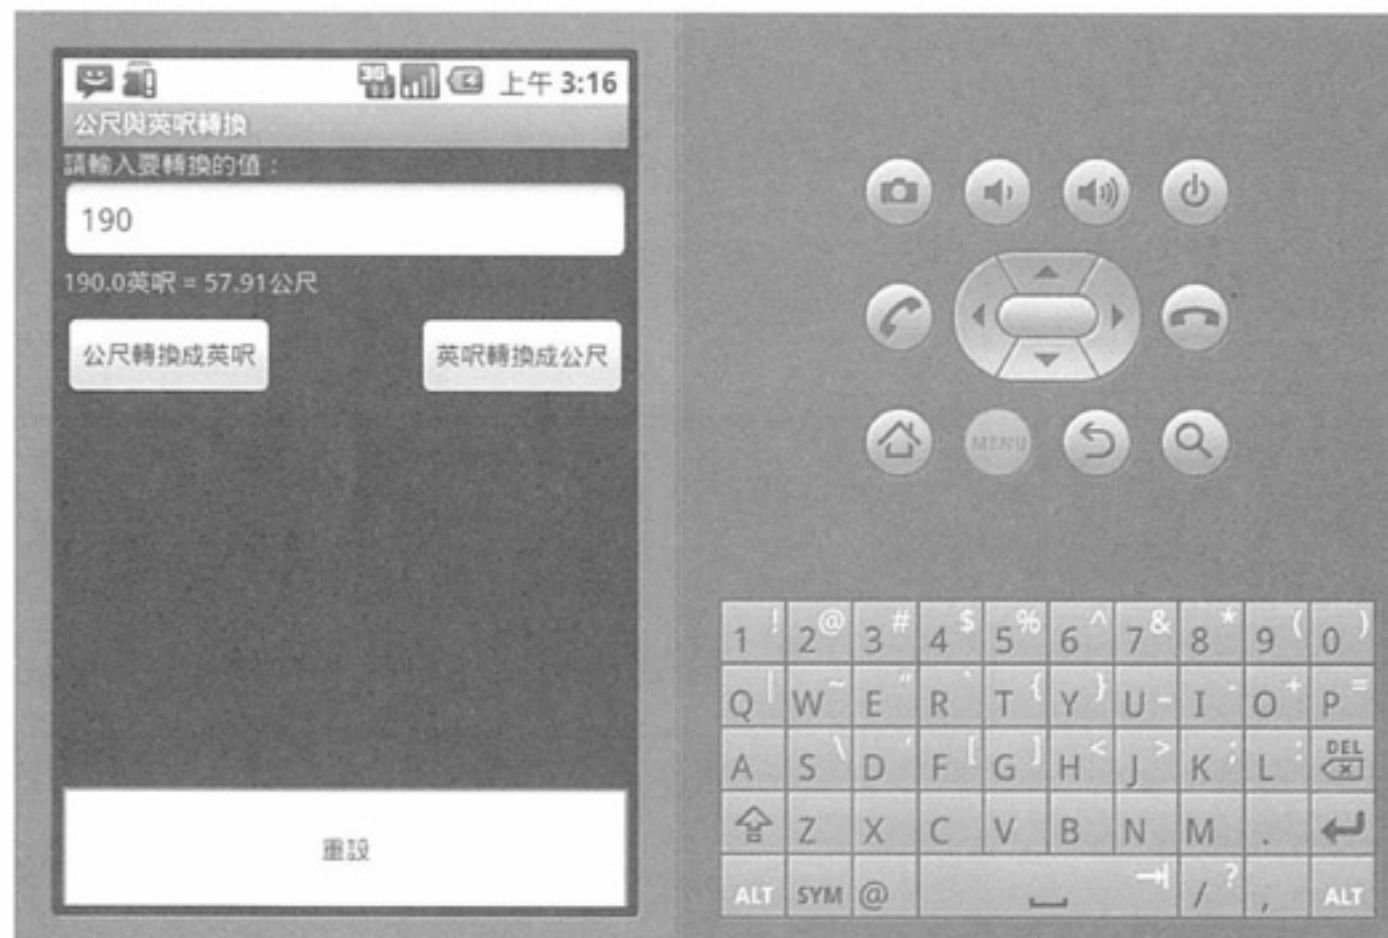 3G 上午 3:16
公尺與英呎轉換
請輸入要轉換的值：
190
190.0英呎 = 57.91公尺
公尺轉換成英呎 英呎轉換成公尺
重設
MENU
1 ! 2 @ 3 # 4 $ 5 % 6 ^ 7 & 8 * 9 ( 0 )
Q | W ~ E " R ` T { Y } U _ I - O + P =
A S \ D ' F [ G ] H < J > K ; L : DEL
Z X C V B N M .
ALT SYM @ / ? , ALT